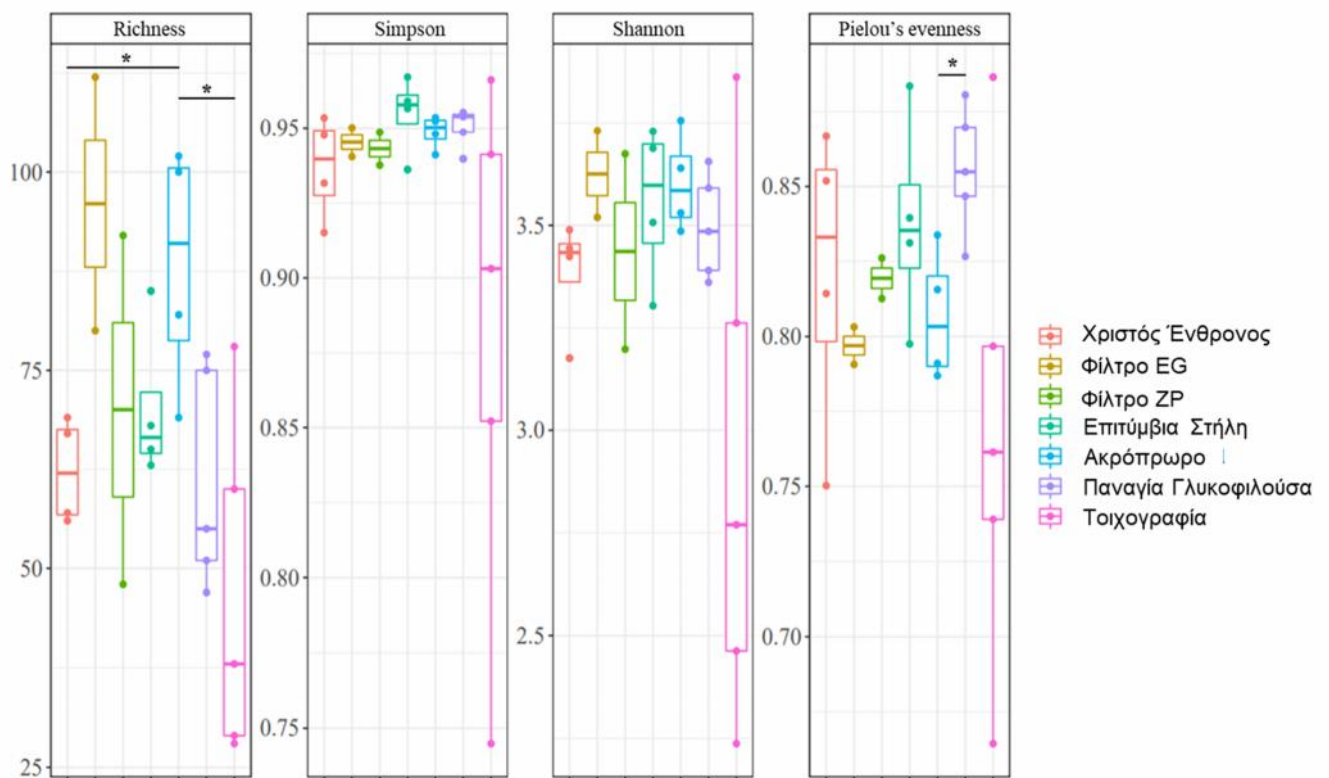 Richness
Simpson
Shannon
Pielou's evenness
*
*
*
100
75
50
25
0.95
0.90
0.85
0.80
0.75
3.5
3.0
2.5
0.85
0.80
0.75
0.70
Χριστός Ένθρονος
Φίλτρο EG
Φίλτρο ZP
Επιτύμβια Στήλη
Ακρόπρωρο
Παναγία Γλυκοφιλούσα
Τοιχογραφία